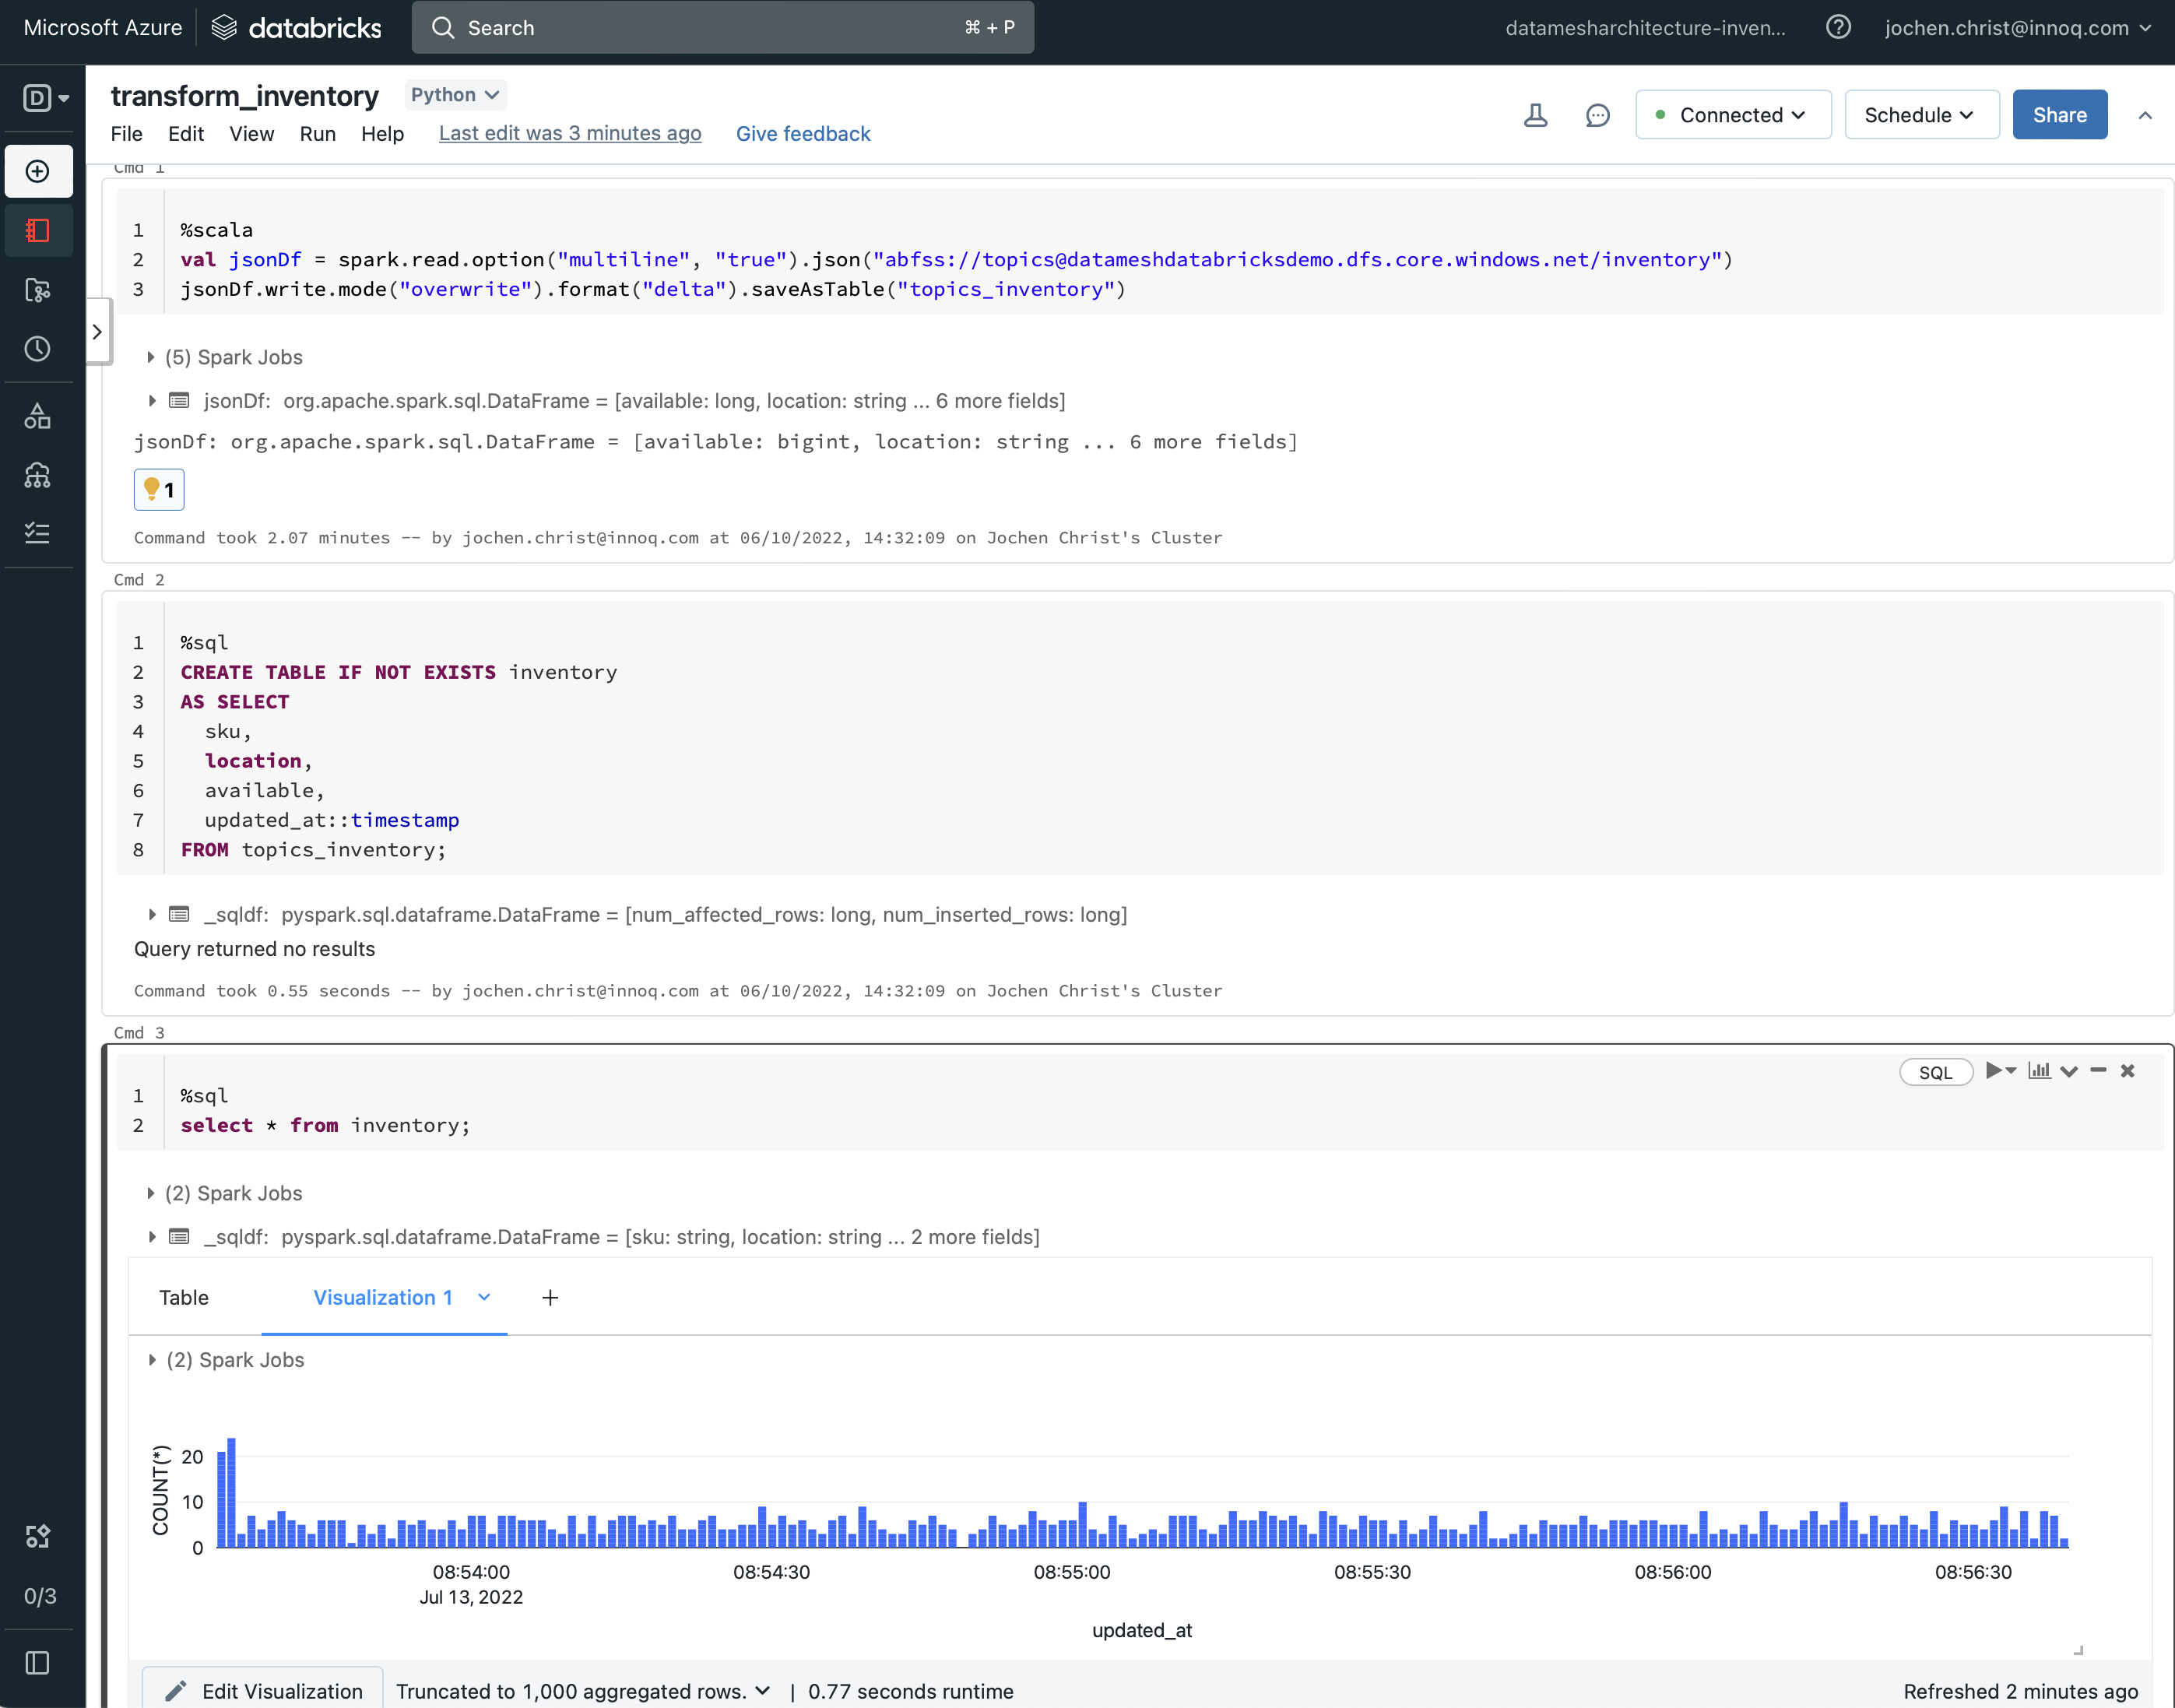 Microsoft Azure databricks Search ⌘ + P datamesharchitecture-inven... jochen.christ@innoq.com
D
transform_inventory Python
File Edit View Run Help Last edit was 3 minutes ago Give feedback
Connected Schedule Share
Cmd 1
1 %scala
2 val jsonDf = spark.read.option("multiline", "true").json("abfss://topics@datameshdatabricksdemo.dfs.core.windows.net/inventory")
3 jsonDf.write.mode("overwrite").format("delta").saveAsTable("topics_inventory")
(5) Spark Jobs
jsonDf: org.apache.spark.sql.DataFrame = [available: long, location: string ... 6 more fields]
jsonDf: org.apache.spark.sql.DataFrame = [available: bigint, location: string ... 6 more fields]
1
Command took 2.07 minutes -- by jochen.christ@innoq.com at 06/10/2022, 14:32:09 on Jochen Christ's Cluster
Cmd 2
1 %sql
2 CREATE TABLE IF NOT EXISTS inventory
3 AS SELECT
4 sku,
5 location,
6 available,
7 updated_at::timestamp
8 FROM topics_inventory;
_sqldf: pyspark.sql.dataframe.DataFrame = [num_affected_rows: long, num_inserted_rows: long]
Query returned no results
Command took 0.55 seconds -- by jochen.christ@innoq.com at 06/10/2022, 14:32:09 on Jochen Christ's Cluster
Cmd 3
SQL
1 %sql
2 select * from inventory;
(2) Spark Jobs
_sqldf: pyspark.sql.dataframe.DataFrame = [sku: string, location: string ... 2 more fields]
Table Visualization 1 +
(2) Spark Jobs
COUNT(*)
20
10
0
08:54:00 08:54:30 08:55:00 08:55:30 08:56:00 08:56:30
Jul 13, 2022
updated_at
0/3
Edit Visualization Truncated to 1,000 aggregated rows. | 0.77 seconds runtime Refreshed 2 minutes ago